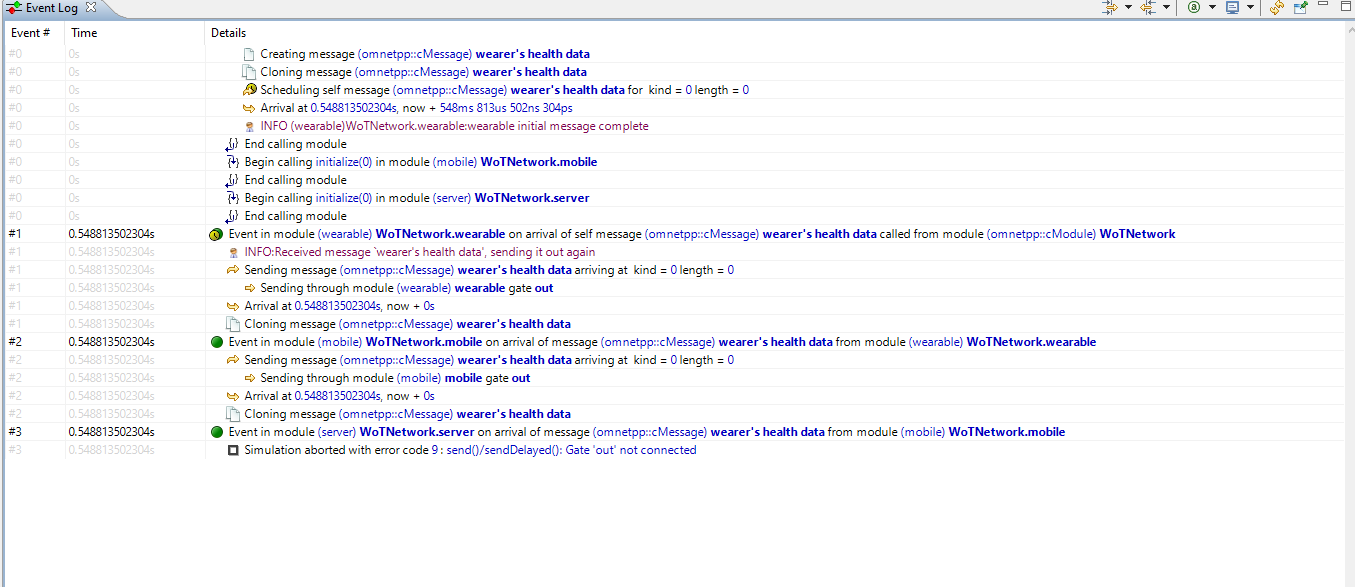 Event Log
Event # Time Details
#0 0s Creating message (omnetpp::cMessage) wearer's health data
#0 0s Cloning message (omnetpp::cMessage) wearer's health data
#0 0s Scheduling self message (omnetpp::cMessage) wearer's health data for kind = 0 length = 0
#0 0s Arrival at 0.548813502304s, now + 548ms 813us 502ns 304ps
#0 0s INFO (wearable)WoTNetwork.wearable:wearable initial message complete
#0 0s End calling module
#0 0s Begin calling initialize(0) in module (mobile) WoTNetwork.mobile
#0 0s End calling module
#0 0s Begin calling initialize(0) in module (server) WoTNetwork.server
#0 0s End calling module
#1 0.548813502304s Event in module (wearable) WoTNetwork.wearable on arrival of self message (omnetpp::cMessage) wearer's health data called from module (omnetpp::cModule) WoTNetwork
#1 0.548813502304s INFO:Received message `wearer's health data', sending it out again
#1 0.548813502304s Sending message (omnetpp::cMessage) wearer's health data arriving at kind = 0 length = 0
#1 0.548813502304s Sending through module (wearable) wearable gate out
#1 0.548813502304s Arrival at 0.548813502304s, now + 0s
#1 0.548813502304s Cloning message (omnetpp::cMessage) wearer's health data
#2 0.548813502304s Event in module (mobile) WoTNetwork.mobile on arrival of message (omnetpp::cMessage) wearer's health data from module (wearable) WoTNetwork.wearable
#2 0.548813502304s Sending message (omnetpp::cMessage) wearer's health data arriving at kind = 0 length = 0
#2 0.548813502304s Sending through module (mobile) mobile gate out
#2 0.548813502304s Arrival at 0.548813502304s, now + 0s
#2 0.548813502304s Cloning message (omnetpp::cMessage) wearer's health data
#3 0.548813502304s Event in module (server) WoTNetwork.server on arrival of message (omnetpp::cMessage) wearer's health data from module (mobile) WoTNetwork.mobile
#3 0.548813502304s Simulation aborted with error code 9 : send()/sendDelayed(): Gate 'out' not connected